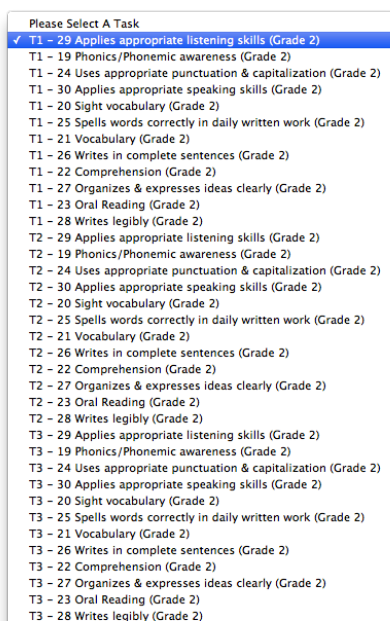 Please Select A Task
✓ T1 – 29 Applies appropriate listening skills (Grade 2)
T1 – 19 Phonics/Phonemic awareness (Grade 2)
T1 – 24 Uses appropriate punctuation & capitalization (Grade 2)
T1 – 30 Applies appropriate speaking skills (Grade 2)
T1 – 20 Sight vocabulary (Grade 2)
T1 – 25 Spells words correctly in daily written work (Grade 2)
T1 – 21 Vocabulary (Grade 2)
T1 – 26 Writes in complete sentences (Grade 2)
T1 – 22 Comprehension (Grade 2)
T1 – 27 Organizes & expresses ideas clearly (Grade 2)
T1 – 23 Oral Reading (Grade 2)
T1 – 28 Writes legibly (Grade 2)
T2 – 29 Applies appropriate listening skills (Grade 2)
T2 – 19 Phonics/Phonemic awareness (Grade 2)
T2 – 24 Uses appropriate punctuation & capitalization (Grade 2)
T2 – 30 Applies appropriate speaking skills (Grade 2)
T2 – 20 Sight vocabulary (Grade 2)
T2 – 25 Spells words correctly in daily written work (Grade 2)
T2 – 21 Vocabulary (Grade 2)
T2 – 26 Writes in complete sentences (Grade 2)
T2 – 22 Comprehension (Grade 2)
T2 – 27 Organizes & expresses ideas clearly (Grade 2)
T2 – 23 Oral Reading (Grade 2)
T2 – 28 Writes legibly (Grade 2)
T3 – 29 Applies appropriate listening skills (Grade 2)
T3 – 19 Phonics/Phonemic awareness (Grade 2)
T3 – 24 Uses appropriate punctuation & capitalization (Grade 2)
T3 – 30 Applies appropriate speaking skills (Grade 2)
T3 – 20 Sight vocabulary (Grade 2)
T3 – 25 Spells words correctly in daily written work (Grade 2)
T3 – 21 Vocabulary (Grade 2)
T3 – 26 Writes in complete sentences (Grade 2)
T3 – 22 Comprehension (Grade 2)
T3 – 27 Organizes & expresses ideas clearly (Grade 2)
T3 – 23 Oral Reading (Grade 2)
T3 – 28 Writes legibly (Grade 2)